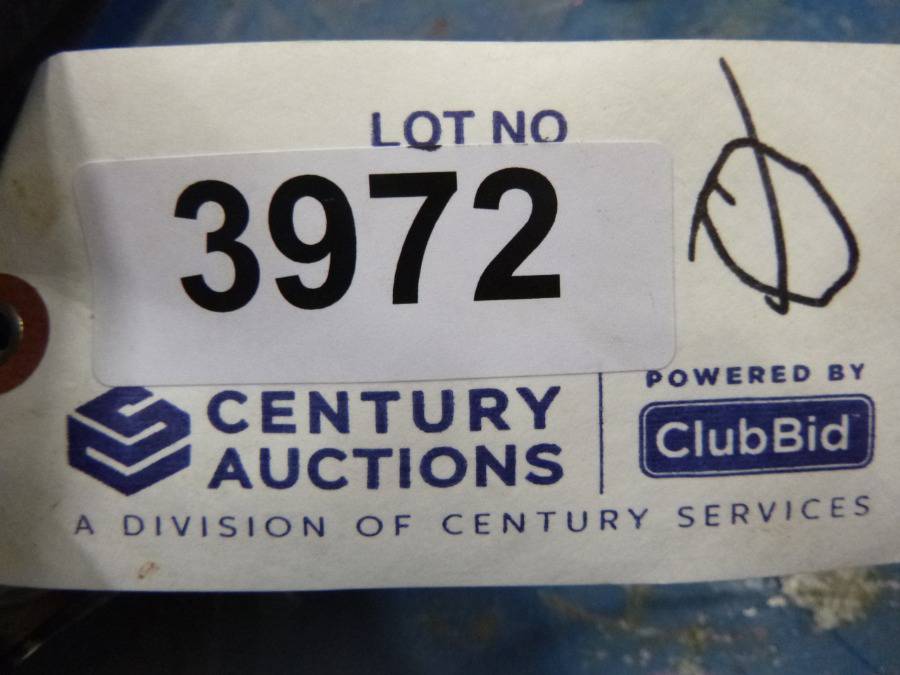 LOT NO
3972
CENTURY
AUCTIONS
POWERED BY
ClubBid
A DIVISION OF CENTURY SERVICES